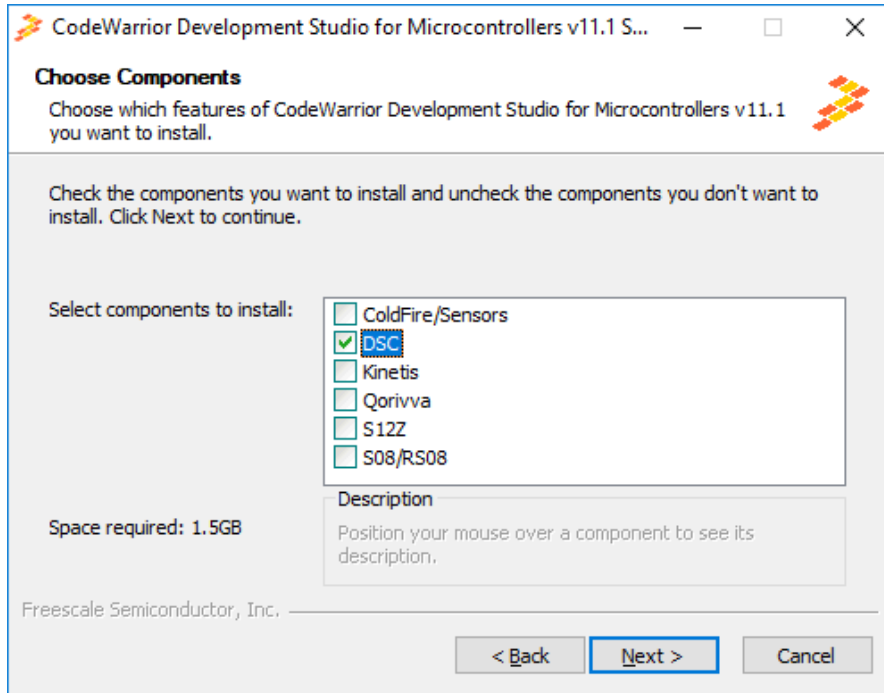 CodeWarrior Development Studio for Microcontrollers v11.1 S...
Choose Components
Choose which features of CodeWarrior Development Studio for Microcontrollers v11.1
you want to install.
Check the components you want to install and uncheck the components you don't want to
install. Click Next to continue.
Select components to install:
ColdFire/Sensors
DSC
Kinetis
Qorivva
S12Z
S08/RS08
Space required: 1.5GB
Description
Position your mouse over a component to see its
description.
Freescale Semiconductor, Inc.
< Back
Next >
Cancel